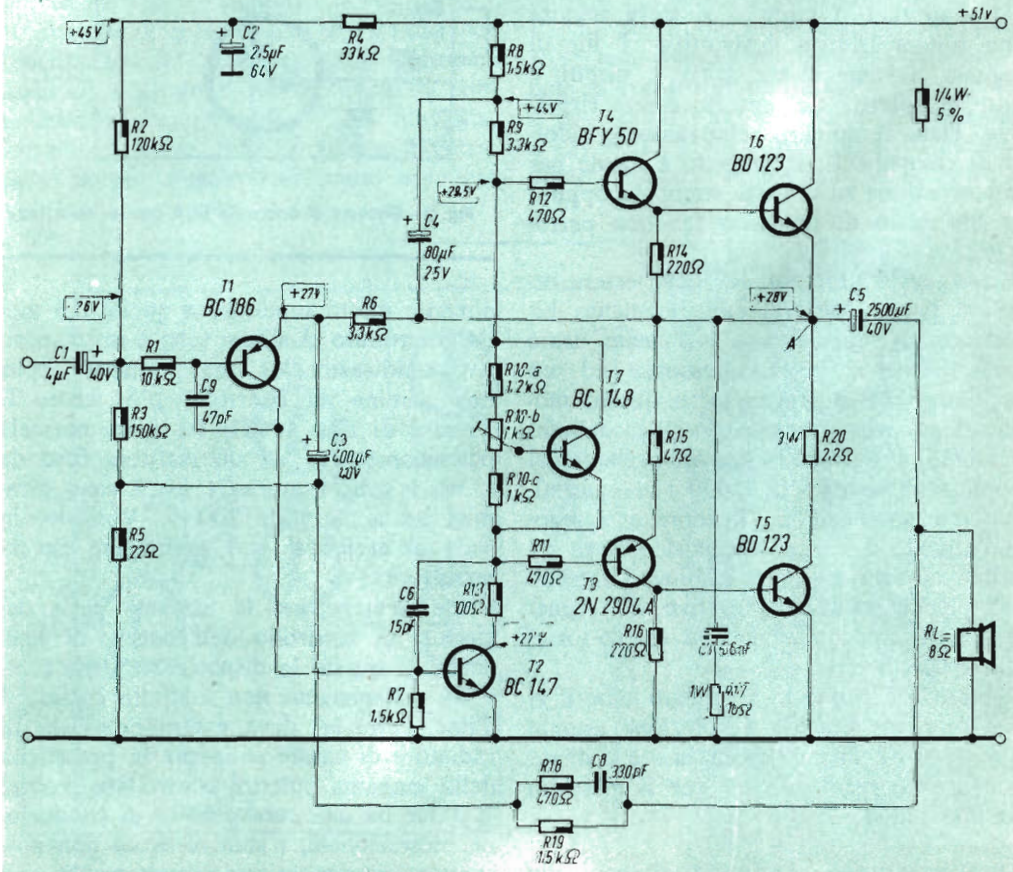 +45V
C2
+
2,5µF
64V
R4
33kΩ
+51v
R8
1,5kΩ
+44V
R9
3,3kΩ
1/4W
5%
R2
120kΩ
T4
BFY 50
T6
BD 123
+29,5V
R12
470Ω
+
C4
80µF
25V
R14
220Ω
+26V
T1
BC 186
+27V
R6
3,3kΩ
+28V
C5
+
2500µF
40V
A
C1
+
4µF
40V
R1
10kΩ
C9
47pF
R10-a
1,2kΩ
T7
BC 148
R10-b
1kΩ
R10-c
1kΩ
R3
150kΩ
+
C3
400µF
R15
47Ω
3W
R20
2,2Ω
R5
22Ω
R11
470Ω
T3
2N 2904A
T5
BD 123
C6
15pF
R13
100Ω
T2
BC 147
R7
1,5kΩ
R16
220Ω
1W
RL=
8Ω
R18
470Ω
C8
330pF
R19
1,5kΩ